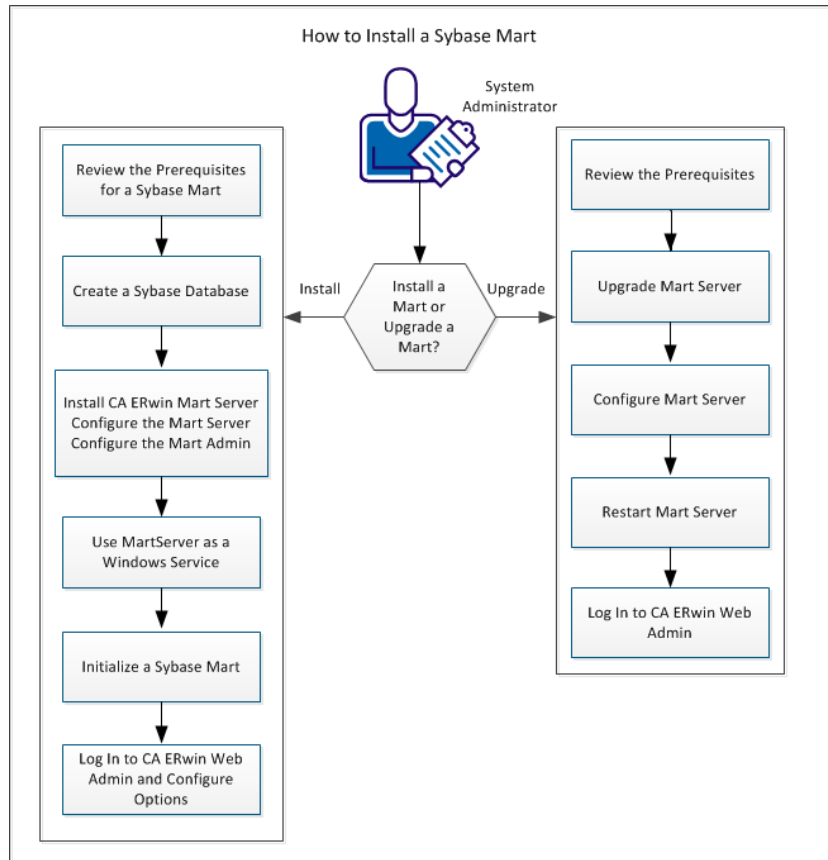 How to Install a Sybase Mart
System
Administrator
Review the Prerequisites
for a Sybase Mart
Create a Sybase Database
Install CA ERwin Mart Server
Configure the Mart Server
Configure the Mart Admin
Use MartServer as a
Windows Service
Initialize a Sybase Mart
Log In to CA ERwin Web
Admin and Configure
Options
Install
Install a
Mart or
Upgrade a
Mart?
Upgrade
Review the Prerequisites
Upgrade Mart Server
Configure Mart Server
Restart Mart Server
Log In to CA ERwin Web
Admin